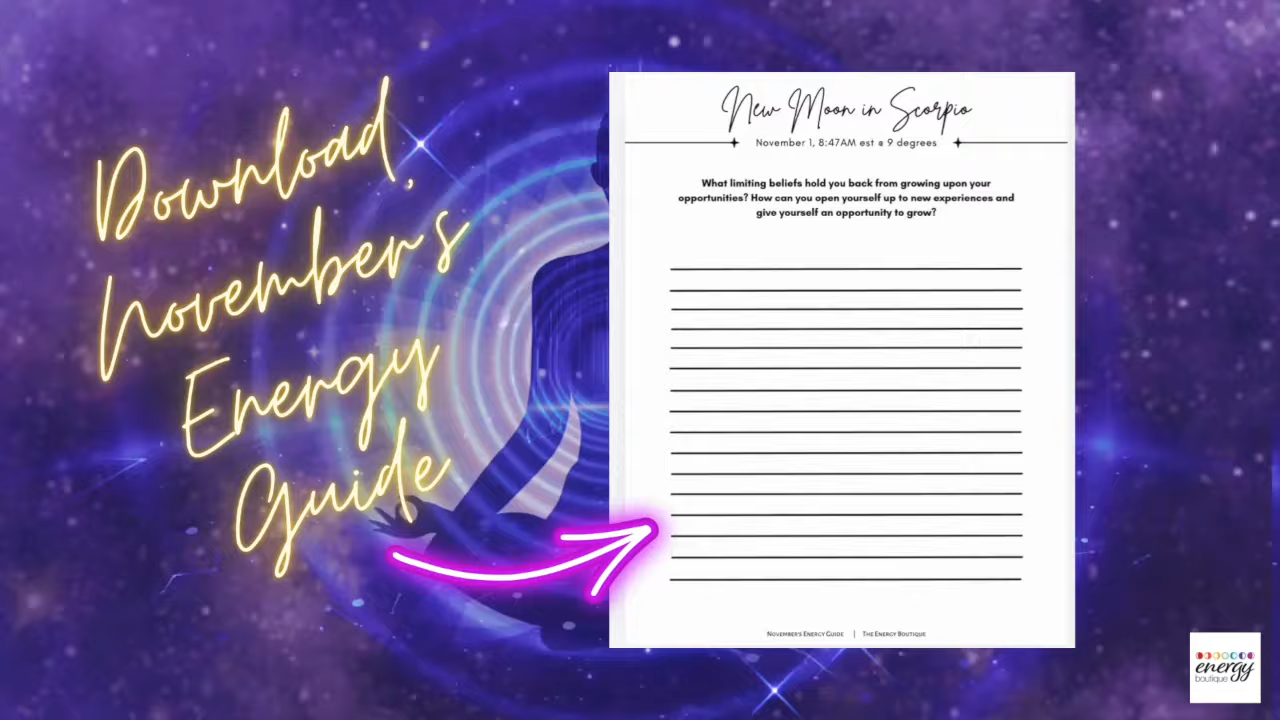 Download,
November's
Energy
Guide
New Moon in Scorpio
November 1, 8:47AM est @ 9 degrees
What limiting beliefs hold you back from growing upon your
opportunities? How can you open yourself up to new experiences and
give yourself an opportunity to grow?
November's Energy Guide | The Energy Boutique
energy
boutique